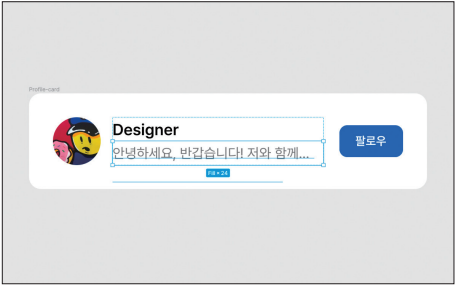 Profile-card
Designer
안녕하세요, 반갑습니다! 저와 함께...
팔로우
Fill × 24